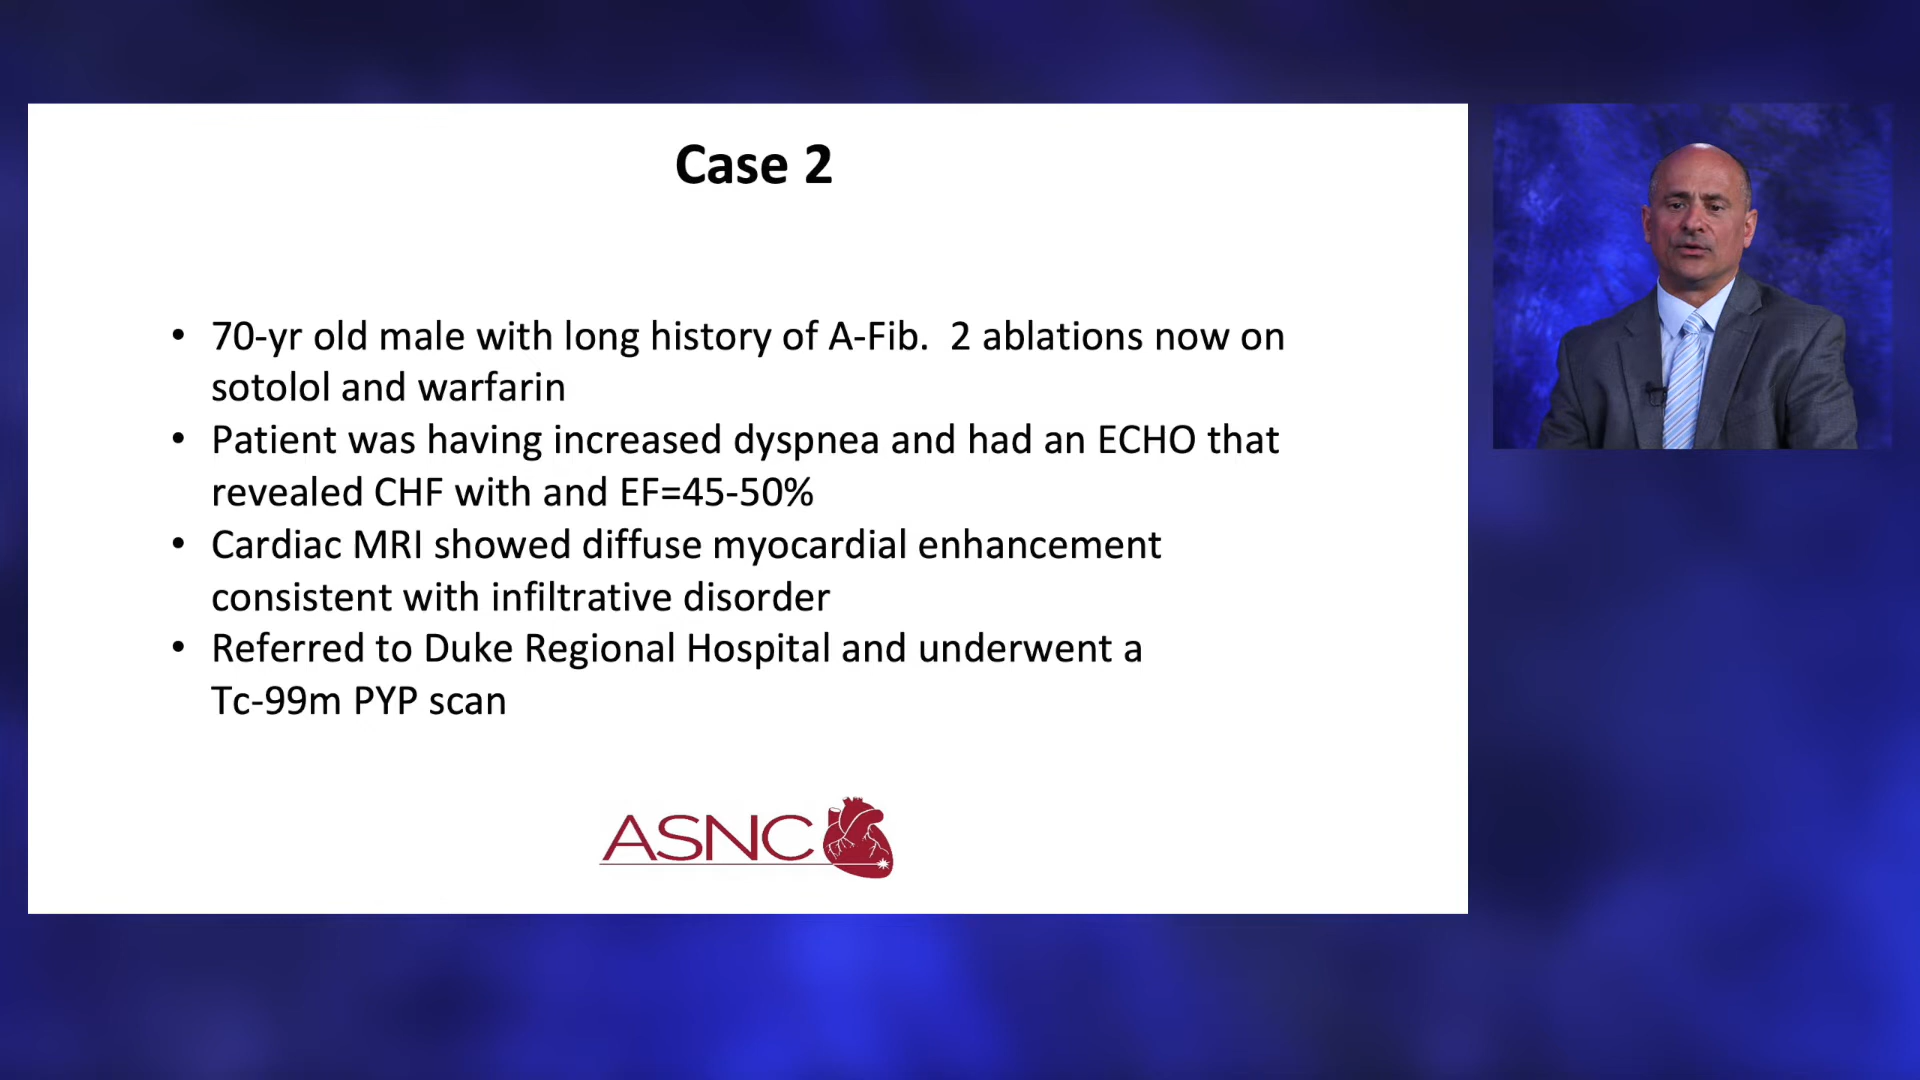 Case 2
• 70-yr old male with long history of A-Fib.  2 ablations now on
sotolol and warfarin
• Patient was having increased dyspnea and had an ECHO that
revealed CHF with and EF=45-50%
• Cardiac MRI showed diffuse myocardial enhancement
consistent with infiltrative disorder
• Referred to Duke Regional Hospital and underwent a
Tc-99m PYP scan
ASNC